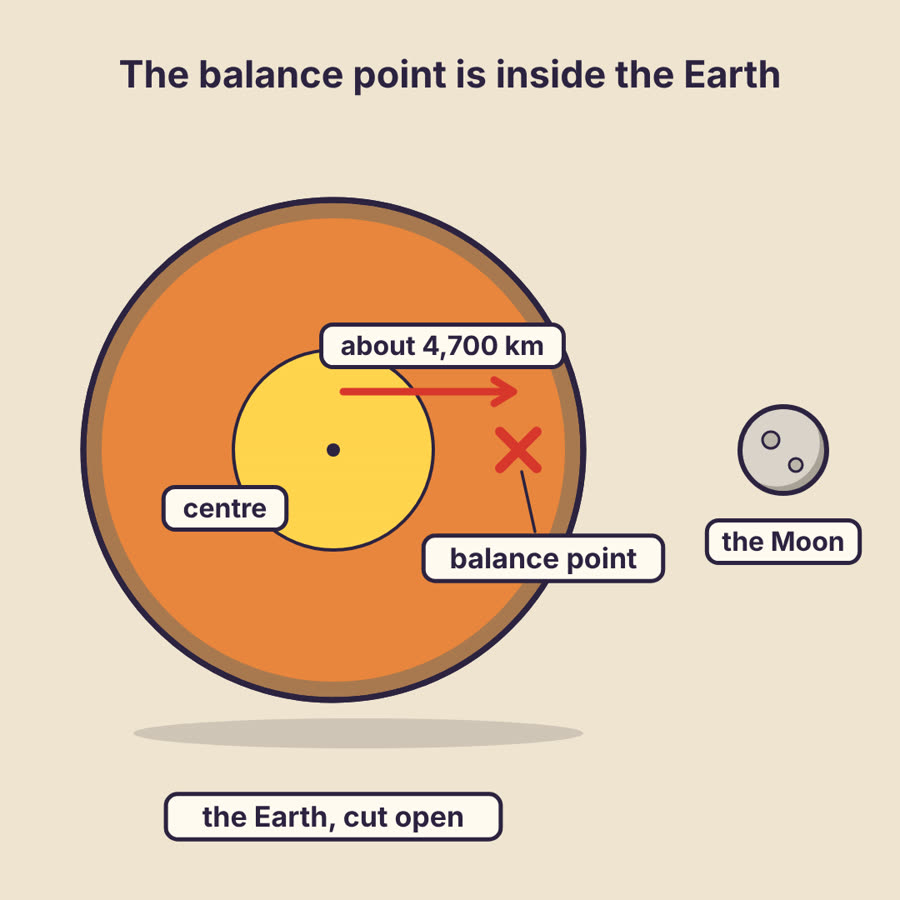 The balance point is inside the Earth
about 4,700 km
centre
balance point
the Moon
the Earth, cut open